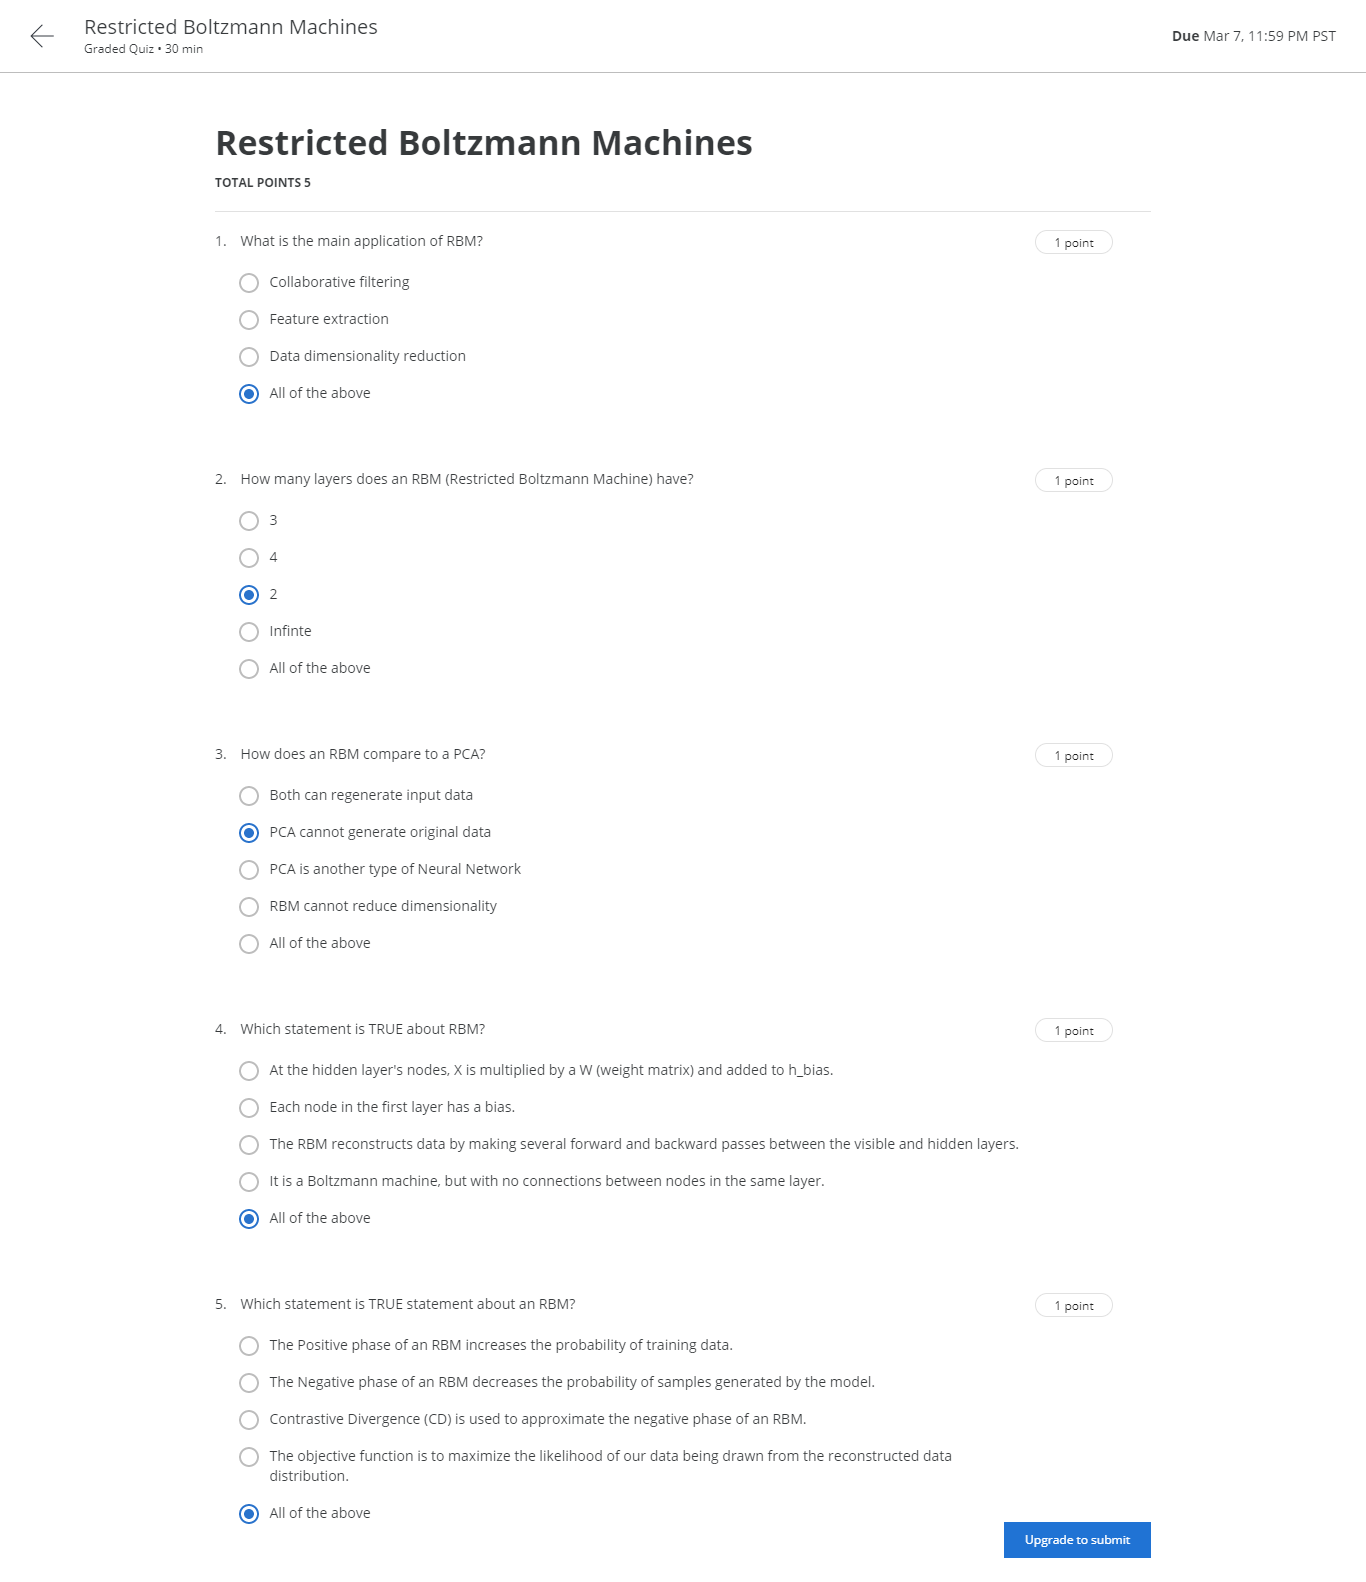 Restricted Boltzmann Machines
Graded Quiz • 30 min
Due Mar 7, 11:59 PM PST
Restricted Boltzmann Machines
TOTAL POINTS 5
1. What is the main application of RBM?
1 point
Collaborative filtering
Feature extraction
Data dimensionality reduction
All of the above
2. How many layers does an RBM (Restricted Boltzmann Machine) have?
1 point
3
4
2
Infinte
All of the above
3. How does an RBM compare to a PCA?
1 point
Both can regenerate input data
PCA cannot generate original data
PCA is another type of Neural Network
RBM cannot reduce dimensionality
All of the above
4. Which statement is TRUE about RBM?
1 point
At the hidden layer's nodes, X is multiplied by a W (weight matrix) and added to h_bias.
Each node in the first layer has a bias.
The RBM reconstructs data by making several forward and backward passes between the visible and hidden layers.
It is a Boltzmann machine, but with no connections between nodes in the same layer.
All of the above
5. Which statement is TRUE statement about an RBM?
1 point
The Positive phase of an RBM increases the probability of training data.
The Negative phase of an RBM decreases the probability of samples generated by the model.
Contrastive Divergence (CD) is used to approximate the negative phase of an RBM.
The objective function is to maximize the likelihood of our data being drawn from the reconstructed data
distribution.
All of the above
Upgrade to submit